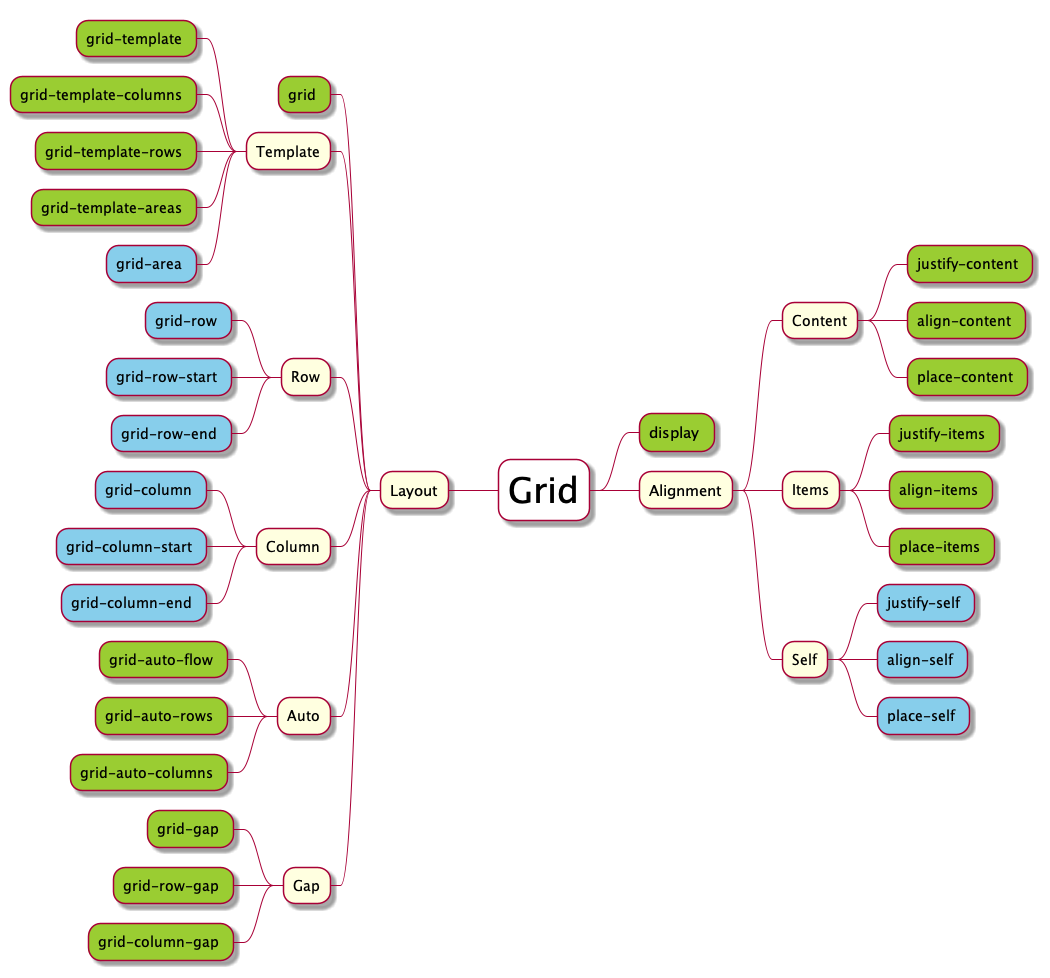 grid-template
grid-template-columns
grid-template-rows
grid-template-areas
grid-area
grid
Template
grid-row
grid-row-start
grid-row-end
Row
grid-column
grid-column-start
grid-column-end
Column
grid-auto-flow
grid-auto-rows
grid-auto-columns
Auto
grid-gap
grid-row-gap
grid-column-gap
Gap
Layout
Grid
display
Alignment
Content
justify-content
align-content
place-content
Items
justify-items
align-items
place-items
Self
justify-self
align-self
place-self